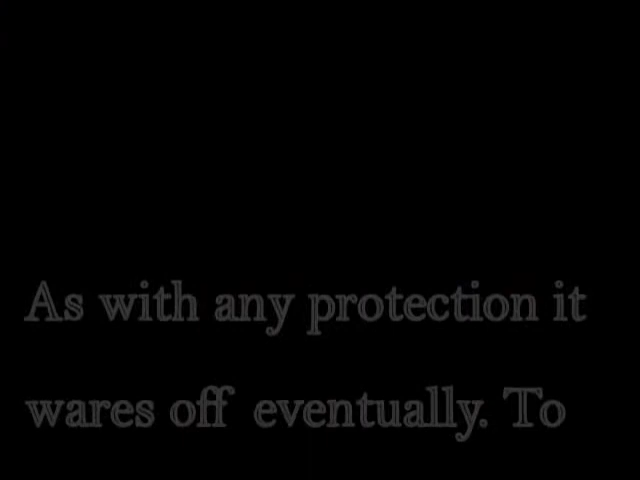 As with any protection it
wares off eventually. To